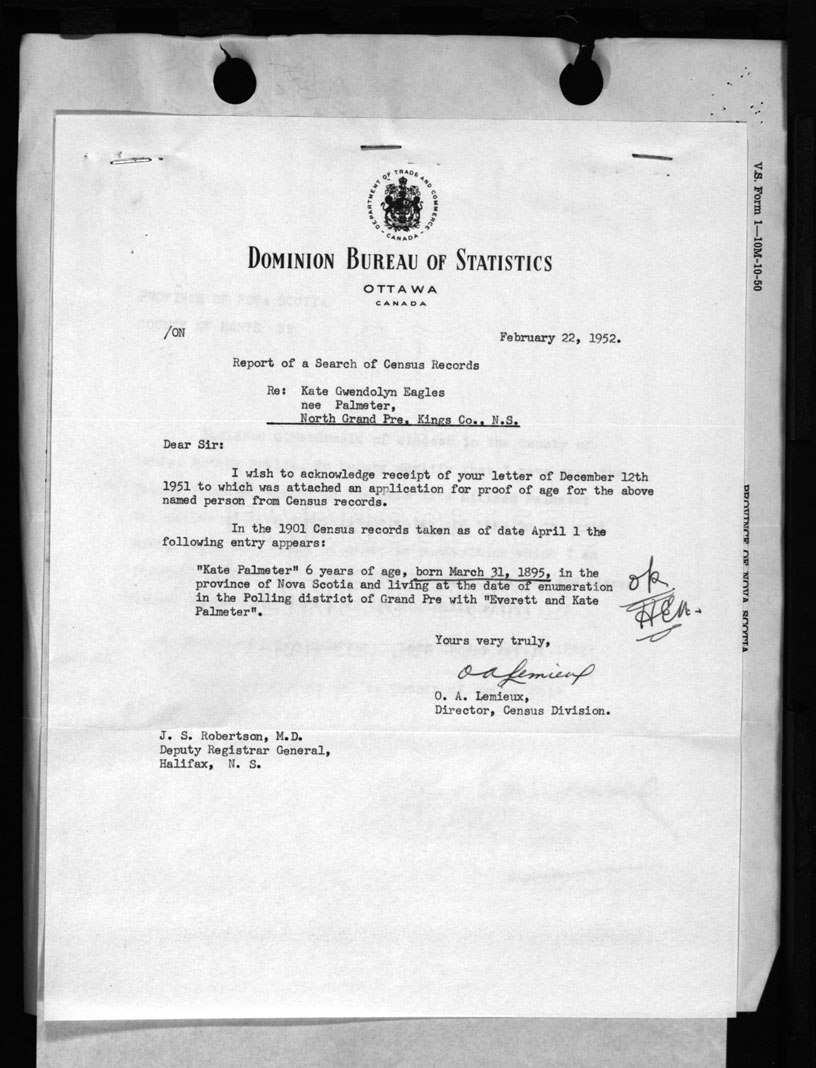 V.S. Form 1—10M-10-50
DEPARTMENT OF TRADE AND COMMERCE
- CANADA -
DOMINION BUREAU OF STATISTICS
OTTAWA
CANADA
/ON
February 22, 1952.
Report of a Search of Census Records
Re: Kate Gwendolyn Eagles
nee Palmeter,
North Grand Pre, Kings Co., N.S.
Dear Sir:
I wish to acknowledge receipt of your letter of December 12th
1951 to which was attached an application for proof of age for the above
named person from Census records.
In the 1901 Census records taken as of date April 1 the
following entry appears:
"Kate Palmeter" 6 years of age, born March 31, 1895, in the
province of Nova Scotia and living at the date of enumeration
in the Polling district of Grand Pre with "Everett and Kate
Palmeter".
ok
Yours very truly,
O A Lemieux
O. A. Lemieux,
Director, Census Division.
J. S. Robertson, M.D.
Deputy Registrar General,
Halifax, N. S.
PROVINCE OF NOVA SCOTIA